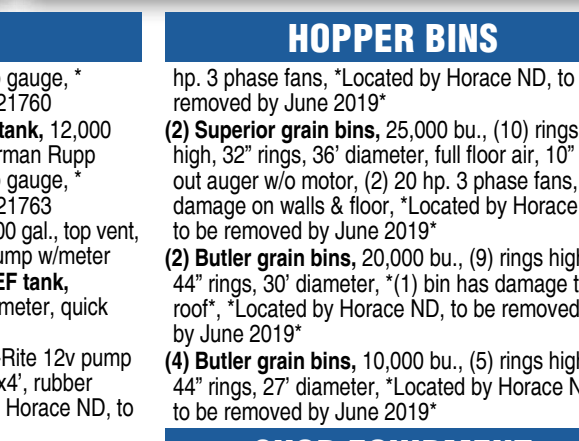 gauge, *
21760
tank, 12,000
rman Rupp
gauge, *
21763
00 gal., top vent,
ump w/meter
EF tank,
meter, quick
-Rite 12v pump
x4’, rubber
Horace ND, to
HOPPER BINS
hp. 3 phase fans, *Located by Horace ND, to
removed by June 2019*
(2) Superior grain bins, 25,000 bu., (10) rings
high, 32” rings, 36’ diameter, full floor air, 10”
out auger w/o motor, (2) 20 hp. 3 phase fans,
damage on walls & floor, *Located by Horace
to be removed by June 2019*
(2) Butler grain bins, 20,000 bu., (9) rings high
44” rings, 30’ diameter, *(1) bin has damage t
roof*, *Located by Horace ND, to be removed
by June 2019*
(4) Butler grain bins, 10,000 bu., (5) rings high
44” rings, 27’ diameter, *Located by Horace N
to be removed by June 2019*